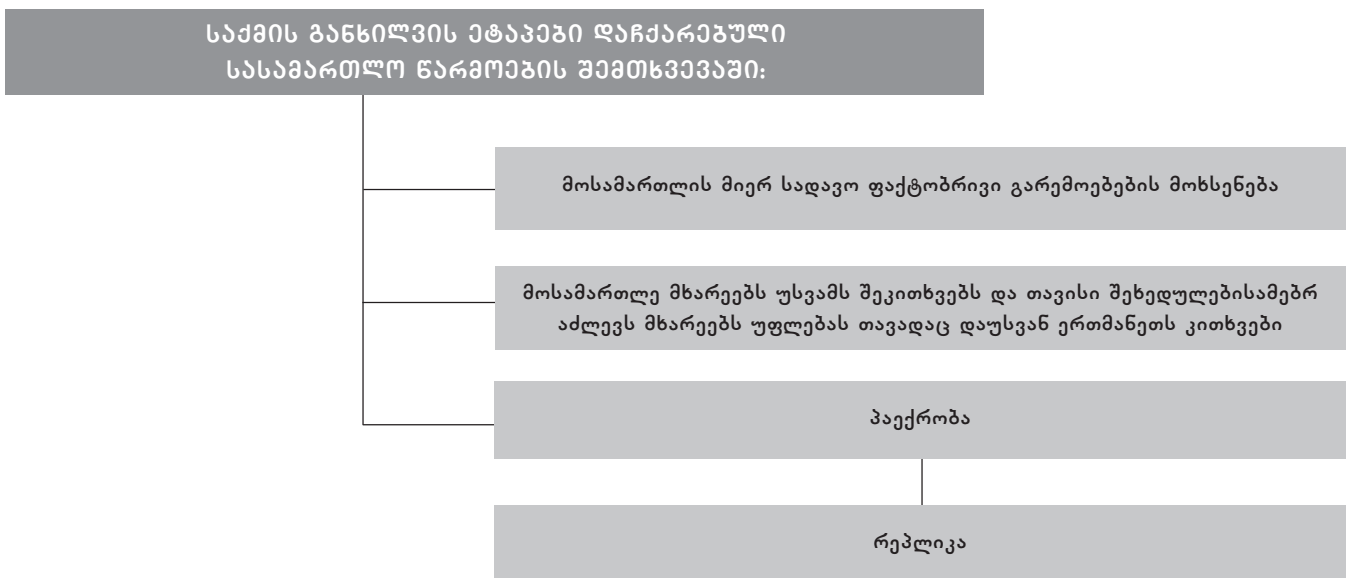 საქმის განხილვის ეტაპები დაჩქარებული
სასამართლო წარმოების შემთხვევაში:
მოსამართლის მიერ სადავო ფაქტობრივი გარემოებების მოხსენება
მოსამართლე მხარეებს უსვამს შეკითხვებს და თავისი შეხედულებისამებრ
აძლევს მხარეებს უფლებას თავადაც დაუსვან ერთმანეთს კითხვები
პაექრობა
რეპლიკა